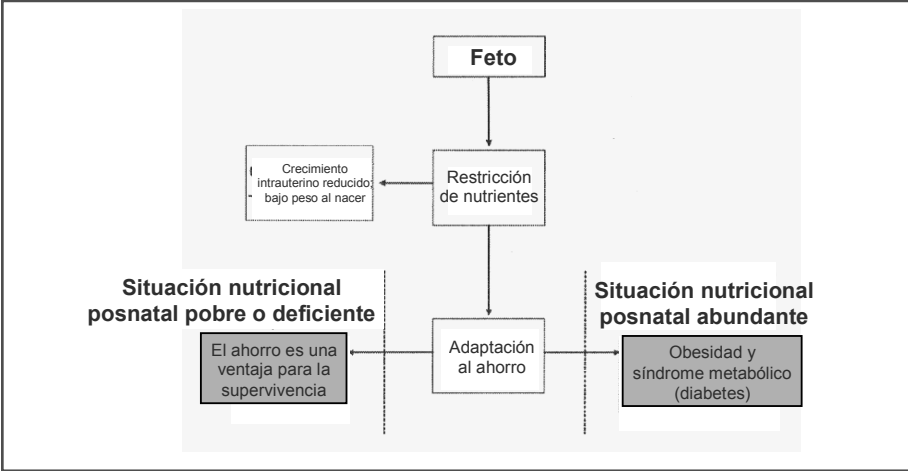 Feto
Restricción
de nutrientes
Crecimiento
intrauterino reducido;
bajo peso al nacer
Situación nutricional
posnatal pobre o deficiente
Situación nutricional
posnatal abundante
El ahorro es una
ventaja para la
supervivencia
Adaptación
al ahorro
Obesidad y
síndrome metabólico
(diabetes)